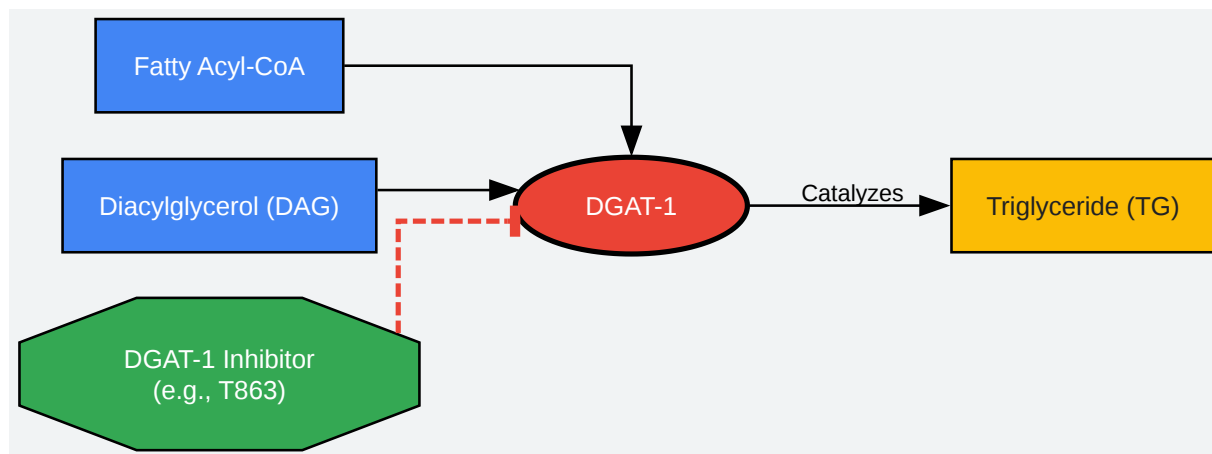 Fatty Acyl-CoA
Diacylglycerol (DAG)
DGAT-1
Catalyzes
Triglyceride (TG)
DGAT-1 Inhibitor
(e.g., T863)